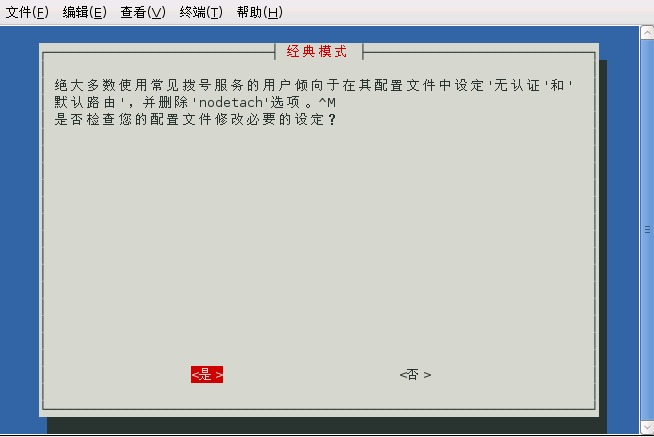 文件(F) 编辑(E) 查看(V) 终端(T) 帮助(H)
经典模式
绝大多数使用常见拨号服务的用户倾向于在其配置文件中设定'无认证'和'
默认路由'，并删除'nodetach'选项。^M
是否检查您的配置文件修改必要的设定？
<是> <否>